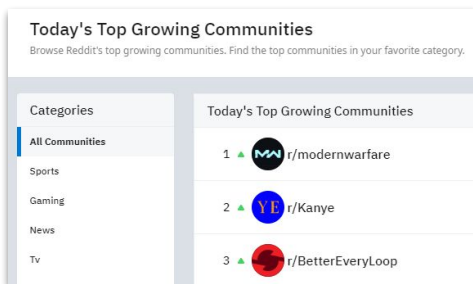 Today's Top Growing Communities
Browse Reddit's top growing communities. Find the top communities in your favorite category.
Categories
All Communities
Sports
Gaming
News
Tv
Today's Top Growing Communities
1 MW r/modernwarfare
2 YE r/Kanye
3 r/BetterEveryLoop